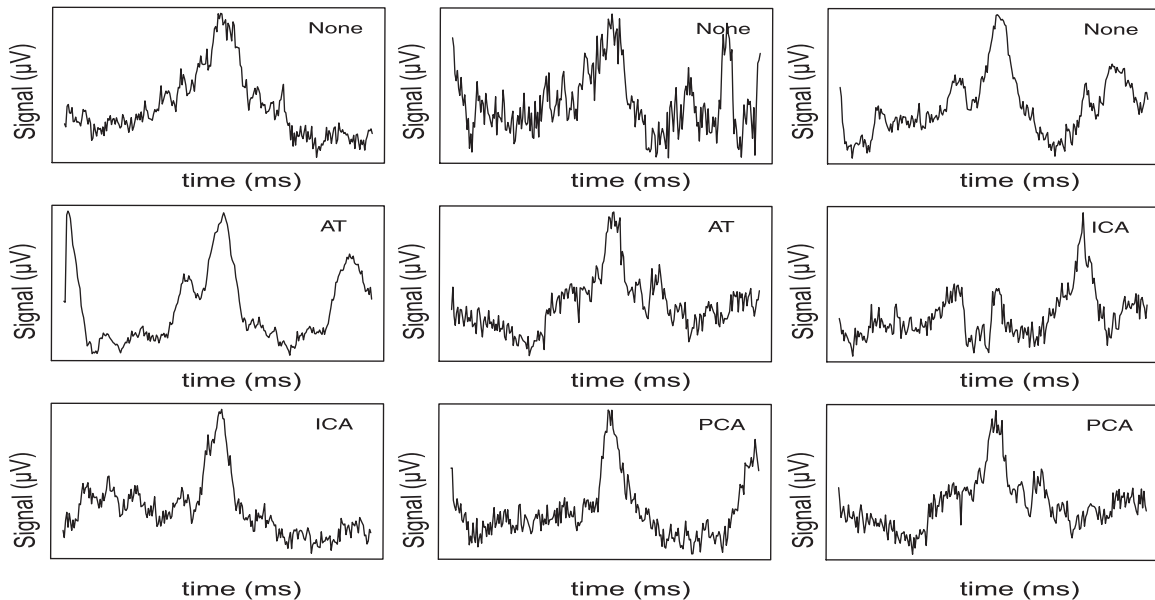 Signal (µV) None Signal (µV) None Signal (µV) None
time (ms) time (ms) time (ms)
Signal (µV) AT Signal (µV) AT Signal (µV) ICA
time (ms) time (ms) time (ms)
Signal (µV) ICA Signal (µV) PCA Signal (µV) PCA
time (ms) time (ms) time (ms)